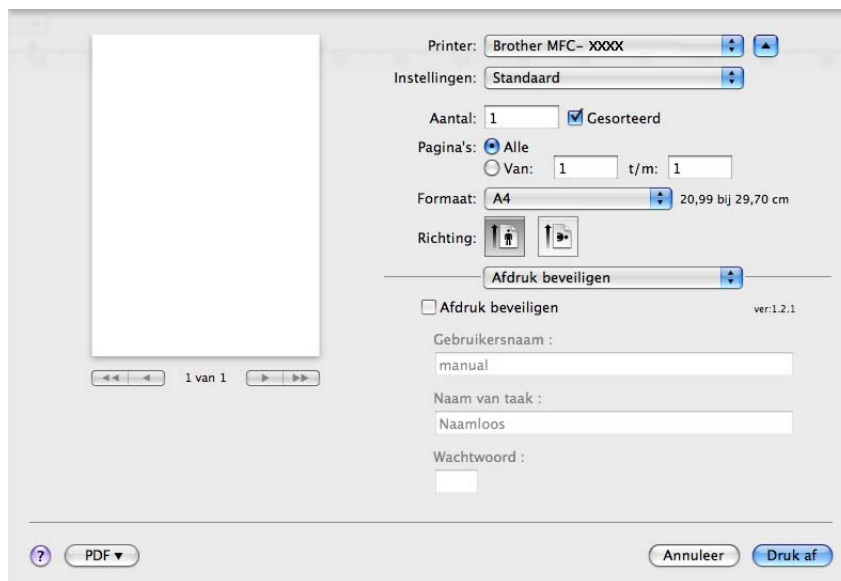 Printer: Brother MFC- XXXX
Instellingen: Standaard
Aantal: 1 Gesorteerd
Pagina's: Alle
Van: 1 t/m: 1
Formaat: A4 20,99 bij 29,70 cm
Richting:
Afdruk beveiligen
Afdruk beveiligen ver:1.2.1
Gebruikersnaam :
manual
Naam van taak :
Naamloos
Wachtwoord :
1 van 1
? PDF Annuleer Druk af